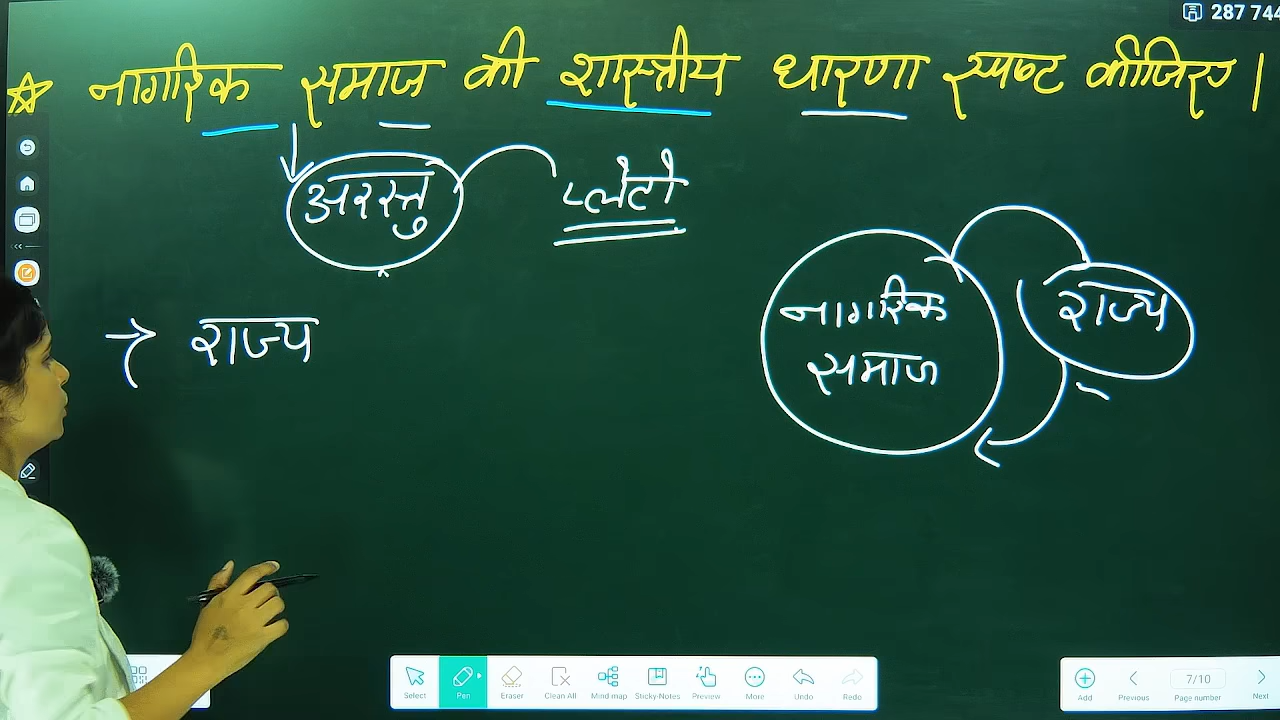 287 744
☆ नागरिक समाज की शास्त्रीय धारणा स्पष्ट कीजिए।
अरस्तु प्लेटो
नागरिक
समाज
राज्य
→ राज्य
Select Pen Eraser Clean All Mind map Sticky-Notes Preview More Undo Redo
Add Previous 7/10 Page number Next